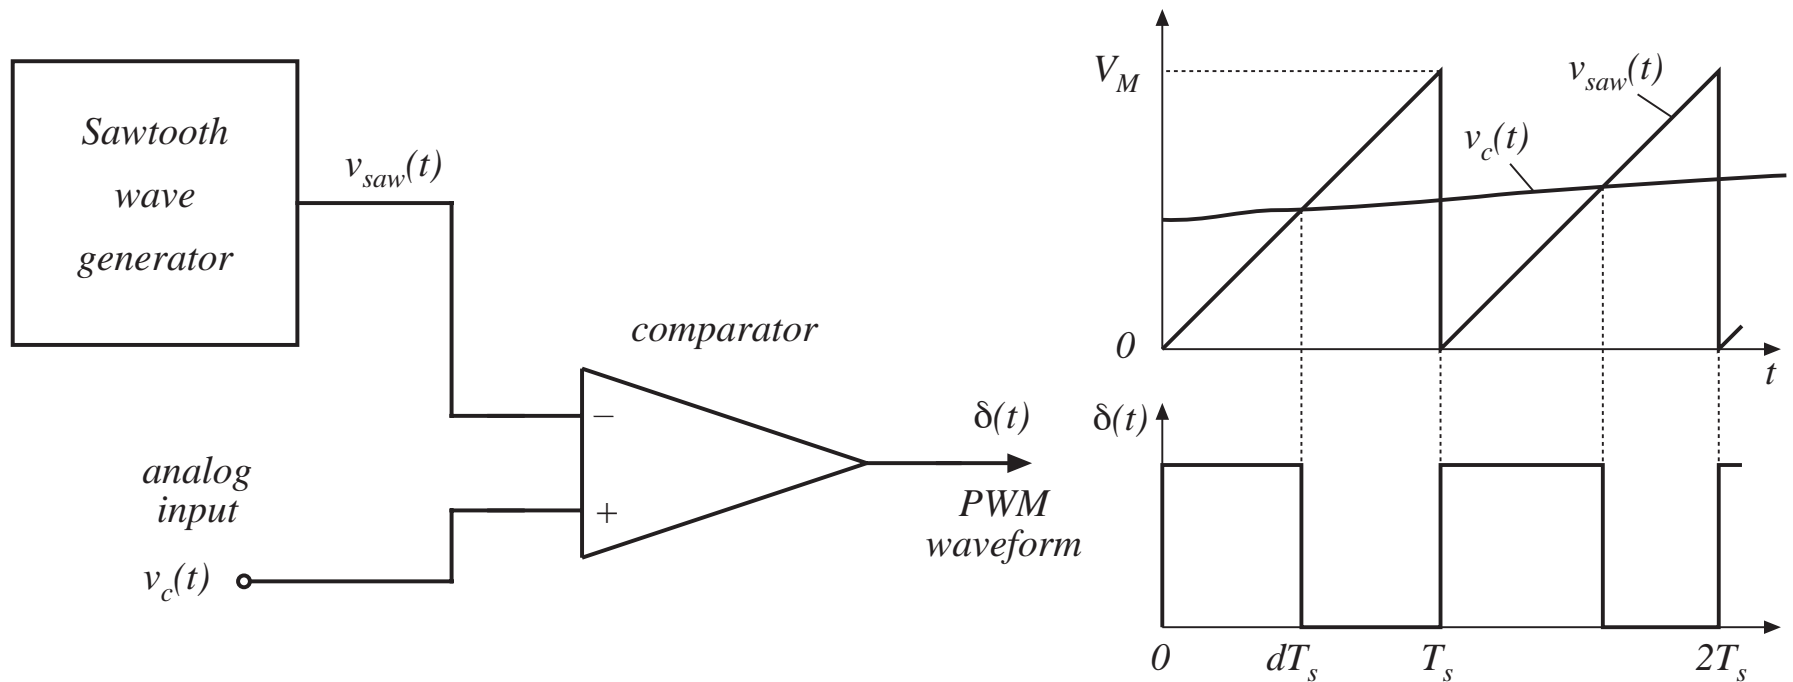 Sawtooth
wave
generator
v_saw(t)
comparator
−
+
analog
input
v_c(t)
δ(t)
PWM
waveform
V_M
v_saw(t)
v_c(t)
0
t
δ(t)
0 dT_s T_s 2T_s